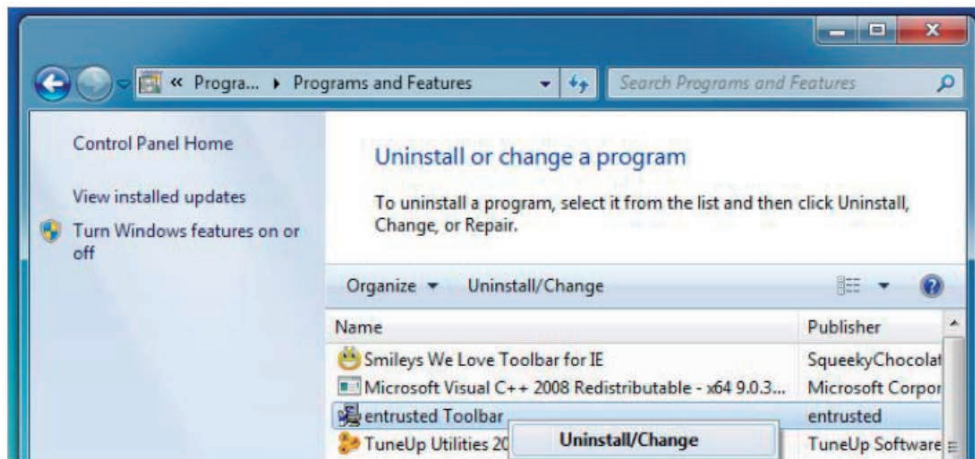 « Progra... Programs and Features
Search Programs and Features
Control Panel Home
View installed updates
Turn Windows features on or
off
Uninstall or change a program
To uninstall a program, select it from the list and then click Uninstall,
Change, or Repair.
Organize Uninstall/Change
Name Publisher
Smileys We Love Toolbar for IE SqueekyChocolat
Microsoft Visual C++ 2008 Redistributable - x64 9.0.3... Microsoft Corpor
entrusted Toolbar entrusted
TuneUp Utilities 20 TuneUp Software
Uninstall/Change